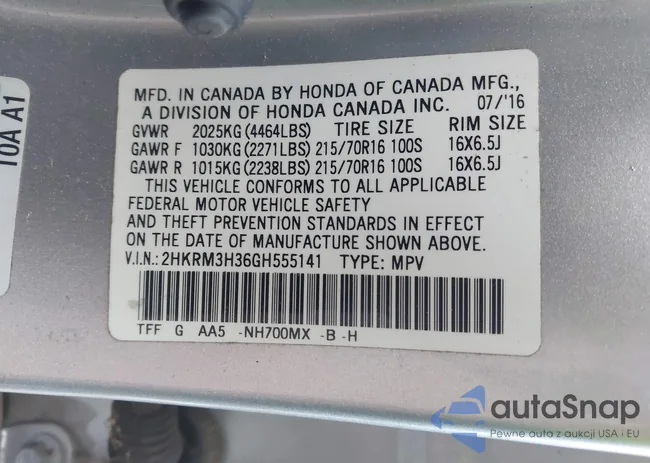 10A A1
MFD. IN CANADA BY HONDA OF CANADA MFG.,
A DIVISION OF HONDA CANADA INC. 07/'16
GVWR 2025KG (4464LBS) TIRE SIZE RIM SIZE
GAWR F 1030KG (2271LBS) 215/70R16 100S 16X6.5J
GAWR R 1015KG (2238LBS) 215/70R16 100S 16X6.5J
THIS VEHICLE CONFORMS TO ALL APPLICABLE
FEDERAL MOTOR VEHICLE SAFETY
AND THEFT PREVENTION STANDARDS IN EFFECT
ON THE DATE OF MANUFACTURE SHOWN ABOVE.
V.I.N.: 2HKRM3H36GH555141 TYPE: MPV
TFF G AA5 -NH700MX -B -H
autaSnap
Pewne auta z aukcji USA i EU